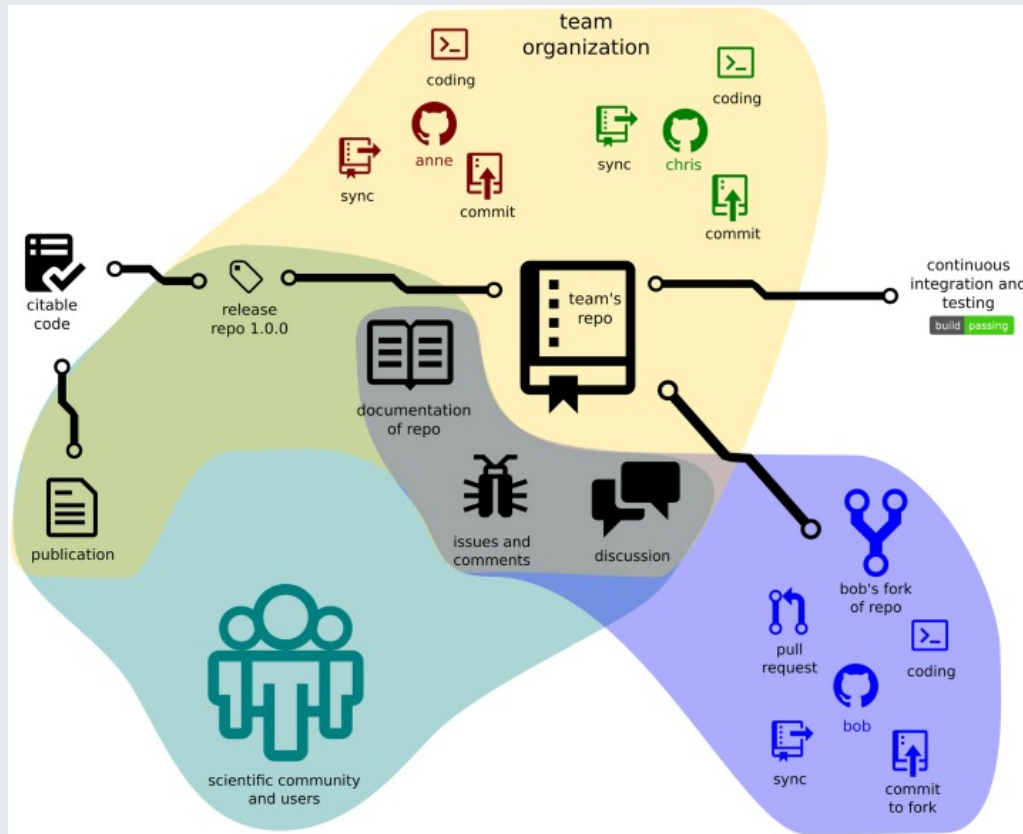 team
organization
coding
anne
sync
commit
coding
sync
chris
commit
citable
code
release
repo 1.0.0
team's
repo
continuous
integration and
testing
build passing
documentation
of repo
publication
issues and
comments
discussion
bob's fork
of repo
pull
request
coding
bob
sync
commit
to fork
scientific community
and users